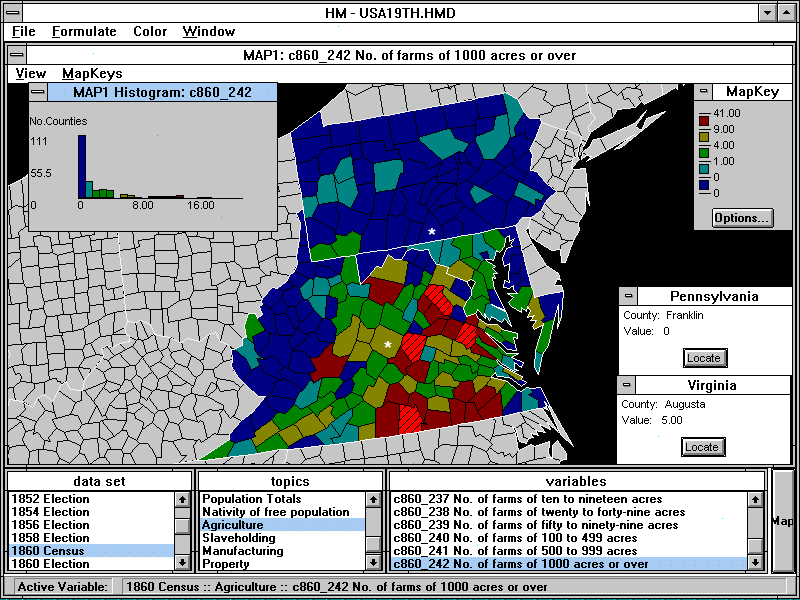 HM - USA19TH.HMD
File Formulate Color Window
MAP1: c860_242 No. of farms of 1000 acres or over
View MapKeys
MAP1 Histogram: c860_242
No.Counties
111
55.5
0
0 8.00 16.00
MapKey
41.00
9.00
4.00
1.00
0
0
Options...
*
*
Pennsylvania
County: Franklin
Value: 0
Locate
Virginia
County: Augusta
Value: 5.00
Locate
data set
1852 Election
1854 Election
1856 Election
1858 Election
1860 Census
1860 Election
topics
Population Totals
Nativity of free population
Agriculture
Slaveholding
Manufacturing
Property
variables
c860_237 No. of farms of ten to nineteen acres
c860_238 No. of farms of twenty to forty-nine acres
c860_239 No. of farms of fifty to ninety-nine acres
c860_240 No. of farms of 100 to 499 acres
c860_241 No. of farms of 500 to 999 acres
c860_242 No. of farms of 1000 acres or over
Map
Active Variable: 1860 Census :: Agriculture :: c860_242 No. of farms of 1000 acres or over